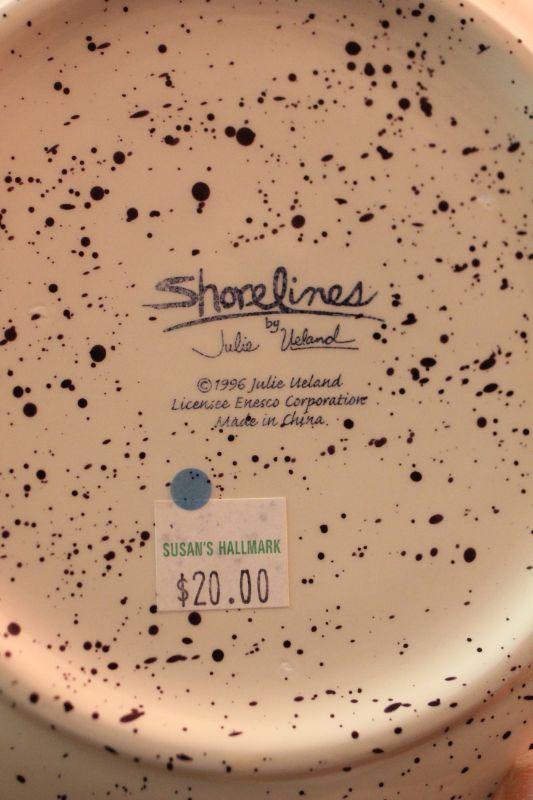 Shorelines
by
Julie Ueland
©1996 Julie Ueland
Licensee Enesco Corporation
Made in China.
SUSAN'S HALLMARK
$20.00